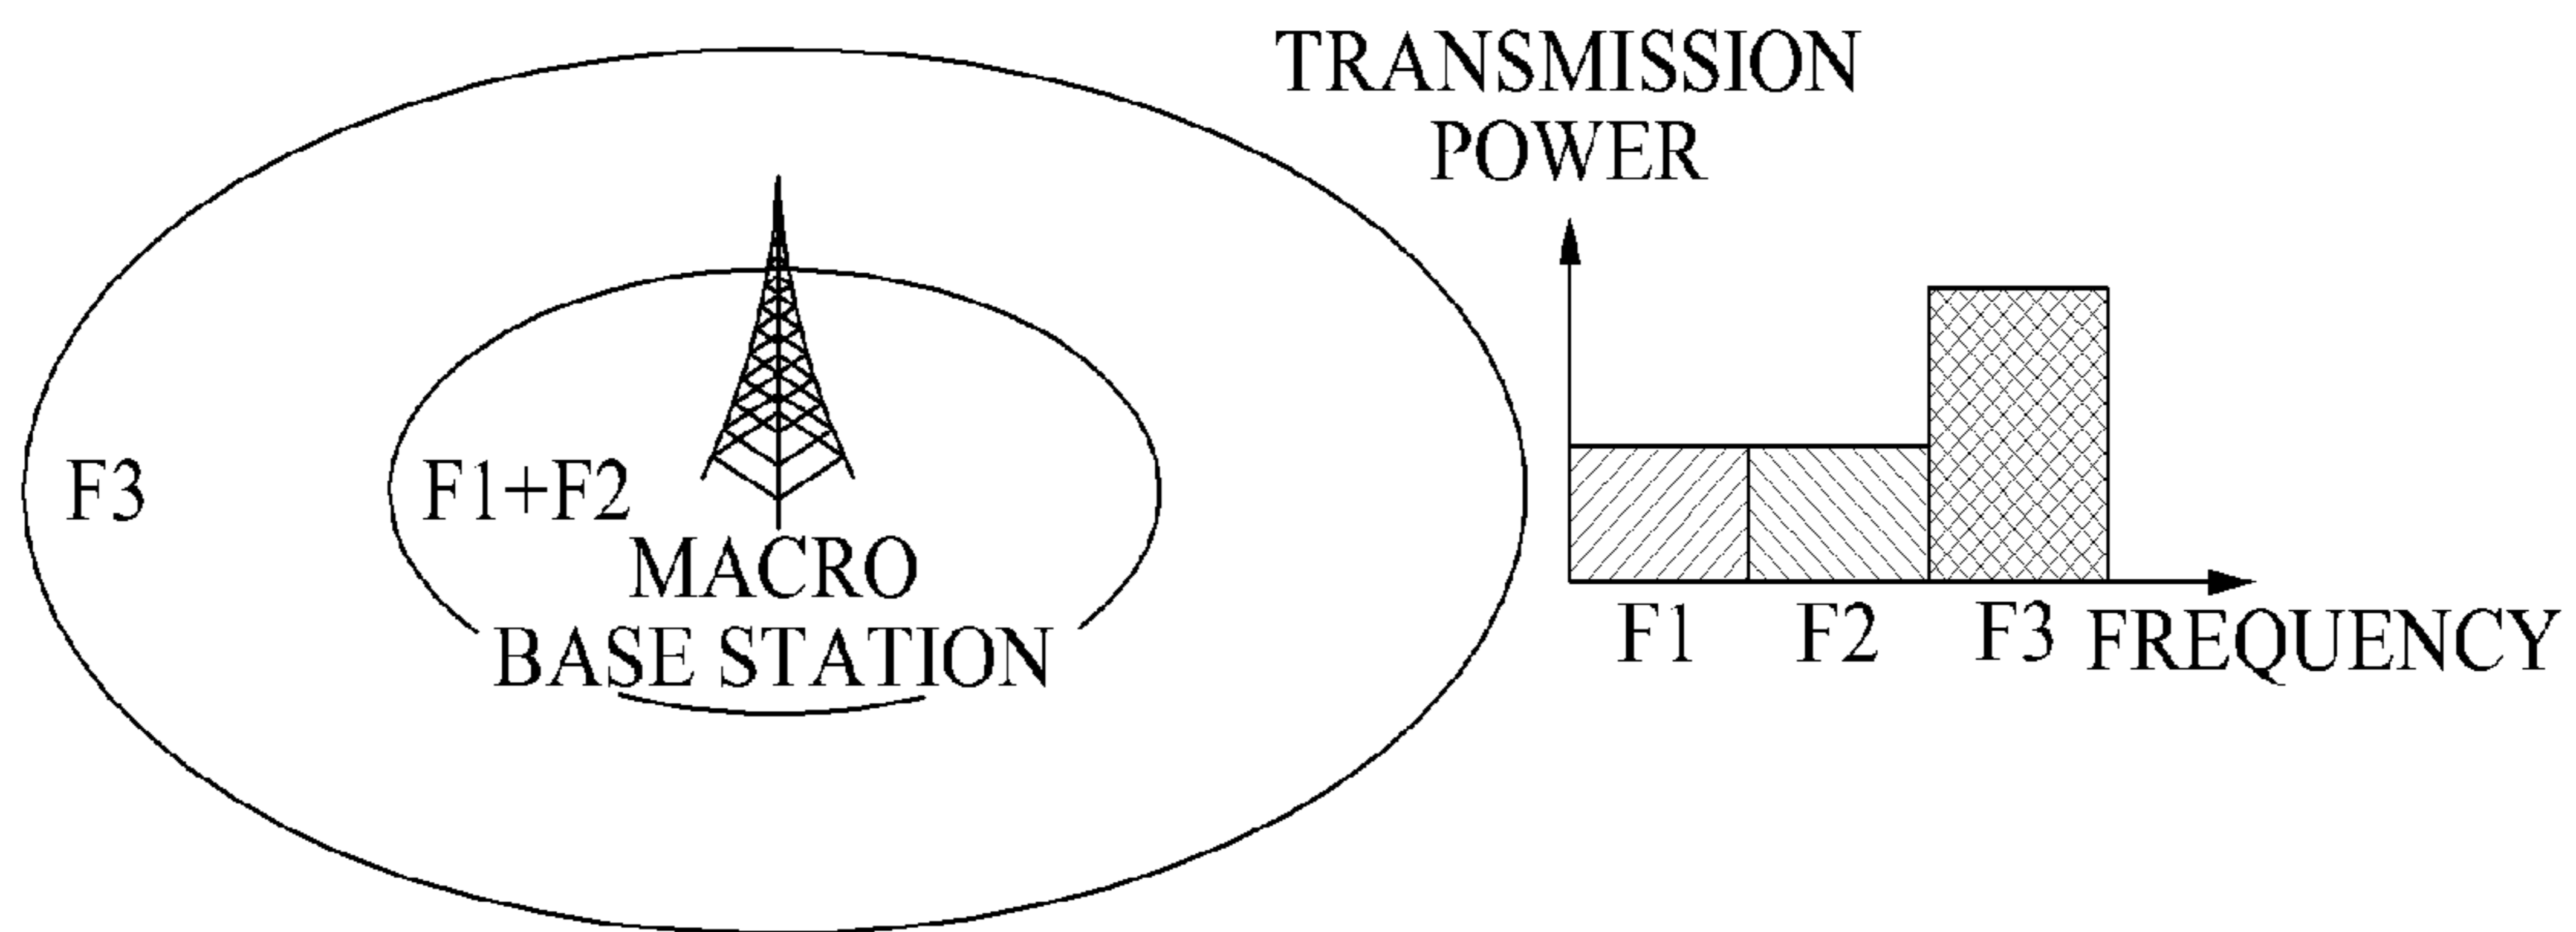 TRANSMISSION
POWER
F3
F1+F2
MACRO
BASE STATION
F1
F2
F3
FREQUENCY